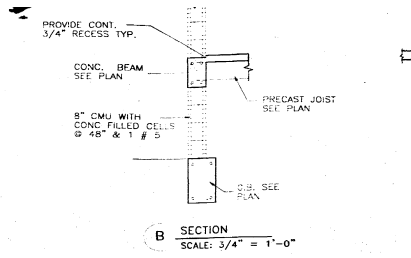 PROVIDE CONT.
3/4" RECESS TYP.
CONC. BEAM
SEE PLAN
PRECAST JOIST
SEE PLAN
8" CMU WITH
CONC FILLED CELLS
@ 48" & 1 # 5
G.B. SEE
PLAN
B SECTION
SCALE: 3/4" = 1'-0"